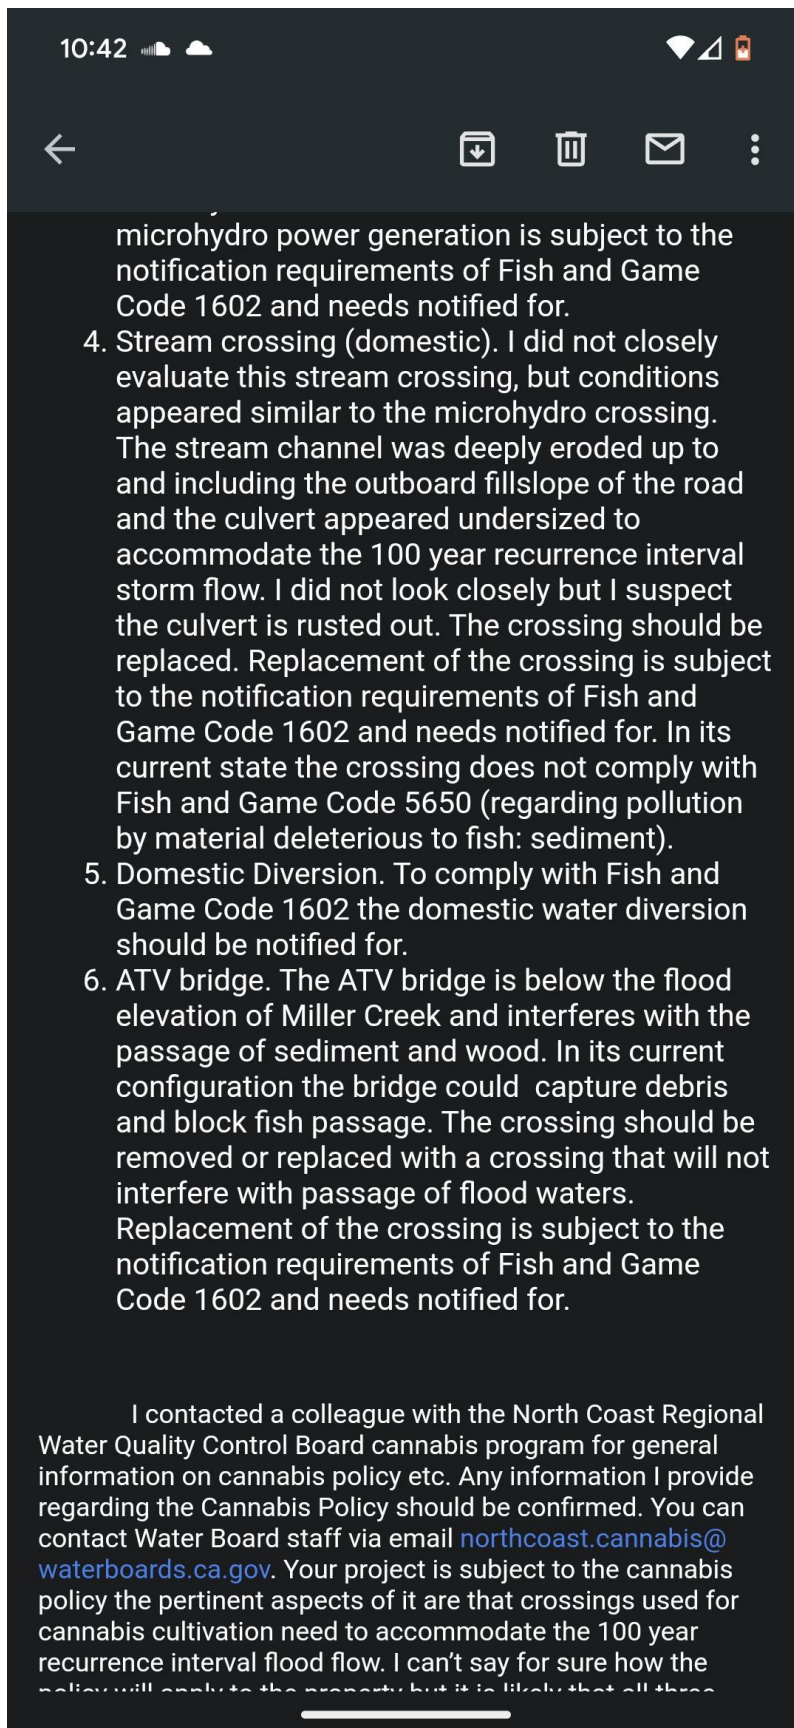 10:42
microhydro power generation is subject to the
notification requirements of Fish and Game
Code 1602 and needs notified for.
4. Stream crossing (domestic). I did not closely
evaluate this stream crossing, but conditions
appeared similar to the microhydro crossing.
The stream channel was deeply eroded up to
and including the outboard fillslope of the road
and the culvert appeared undersized to
accommodate the 100 year recurrence interval
storm flow. I did not look closely but I suspect
the culvert is rusted out. The crossing should be
replaced. Replacement of the crossing is subject
to the notification requirements of Fish and
Game Code 1602 and needs notified for. In its
current state the crossing does not comply with
Fish and Game Code 5650 (regarding pollution
by material deleterious to fish: sediment).
5. Domestic Diversion. To comply with Fish and
Game Code 1602 the domestic water diversion
should be notified for.
6. ATV bridge. The ATV bridge is below the flood
elevation of Miller Creek and interferes with the
passage of sediment and wood. In its current
configuration the bridge could  capture debris
and block fish passage. The crossing should be
removed or replaced with a crossing that will not
interfere with passage of flood waters.
Replacement of the crossing is subject to the
notification requirements of Fish and Game
Code 1602 and needs notified for.
I contacted a colleague with the North Coast Regional
Water Quality Control Board cannabis program for general
information on cannabis policy etc. Any information I provide
regarding the Cannabis Policy should be confirmed. You can
contact Water Board staff via email northcoast.cannabis@
waterboards.ca.gov. Your project is subject to the cannabis
policy the pertinent aspects of it are that crossings used for
cannabis cultivation need to accommodate the 100 year
recurrence interval flood flow. I can’t say for sure how the
policy will apply to the property but it is likely that all three